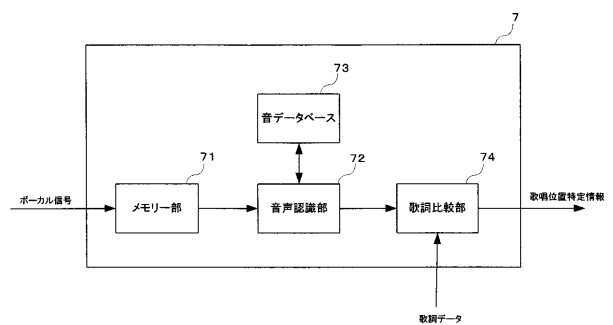 7
73
音データベース
71
72
74
ボーカル信号
メモリー部
音声認識部
歌詞比較部
歌唱位置特定情報
歌詞データ